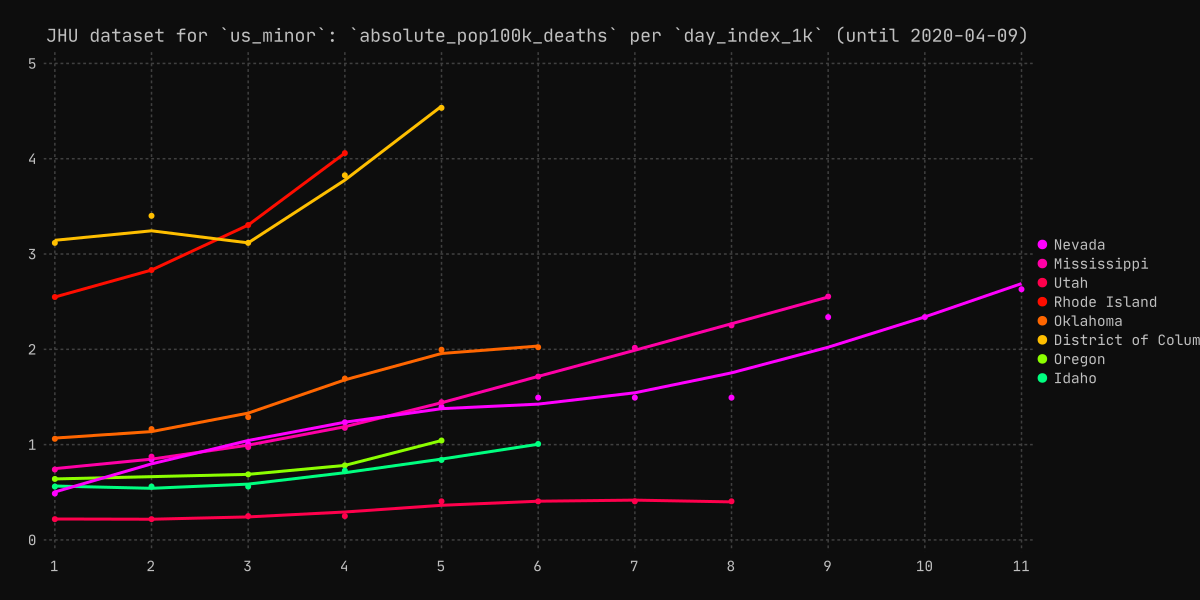 JHU dataset for `us_minor`: `absolute_pop100k_deaths` per `day_index_1k` (until 2020-04-09)
5
4
3
2
1
0
1 2 3 4 5 6 7 8 9 10 11
Nevada
Mississippi
Utah
Rhode Island
Oklahoma
District of Colum
Oregon
Idaho